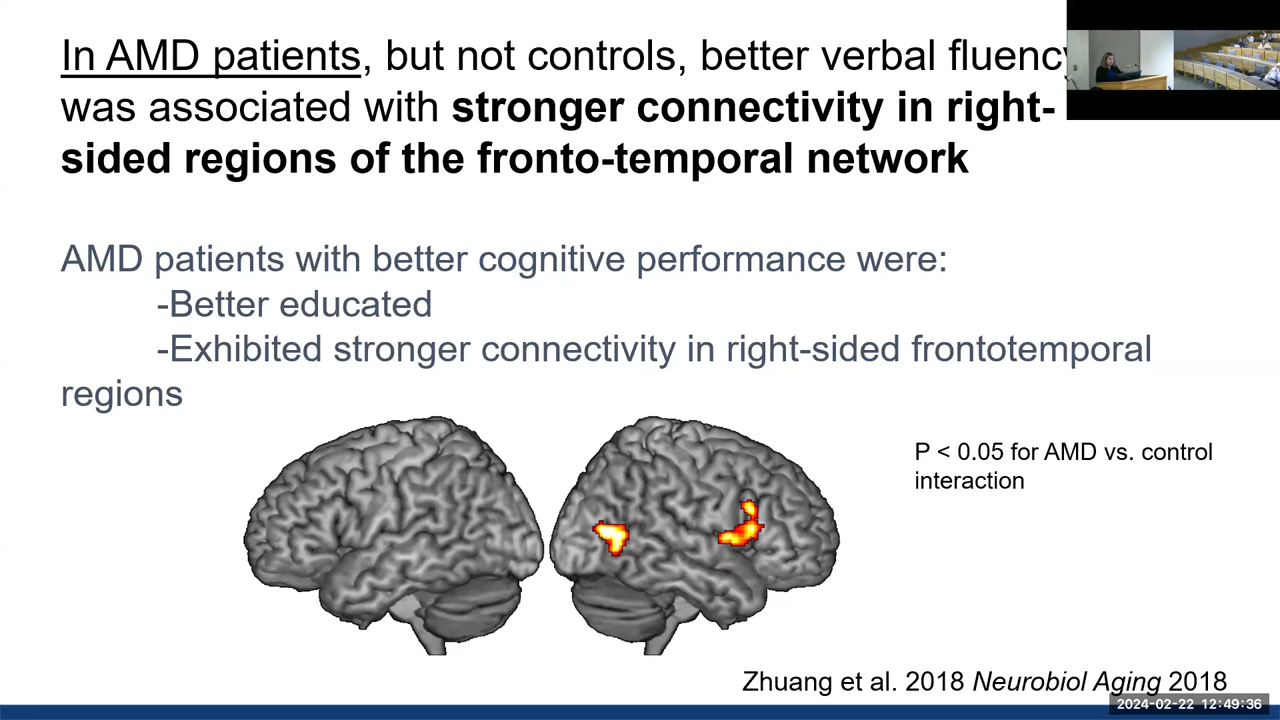 In AMD patients, but not controls, better verbal fluency
was associated with stronger connectivity in right-
sided regions of the fronto-temporal network
AMD patients with better cognitive performance were:
-Better educated
-Exhibited stronger connectivity in right-sided frontotemporal
regions
P < 0.05 for AMD vs. control
interaction
Zhuang et al. 2018 Neurobiol Aging 2018
2024-02-22 12:49:36